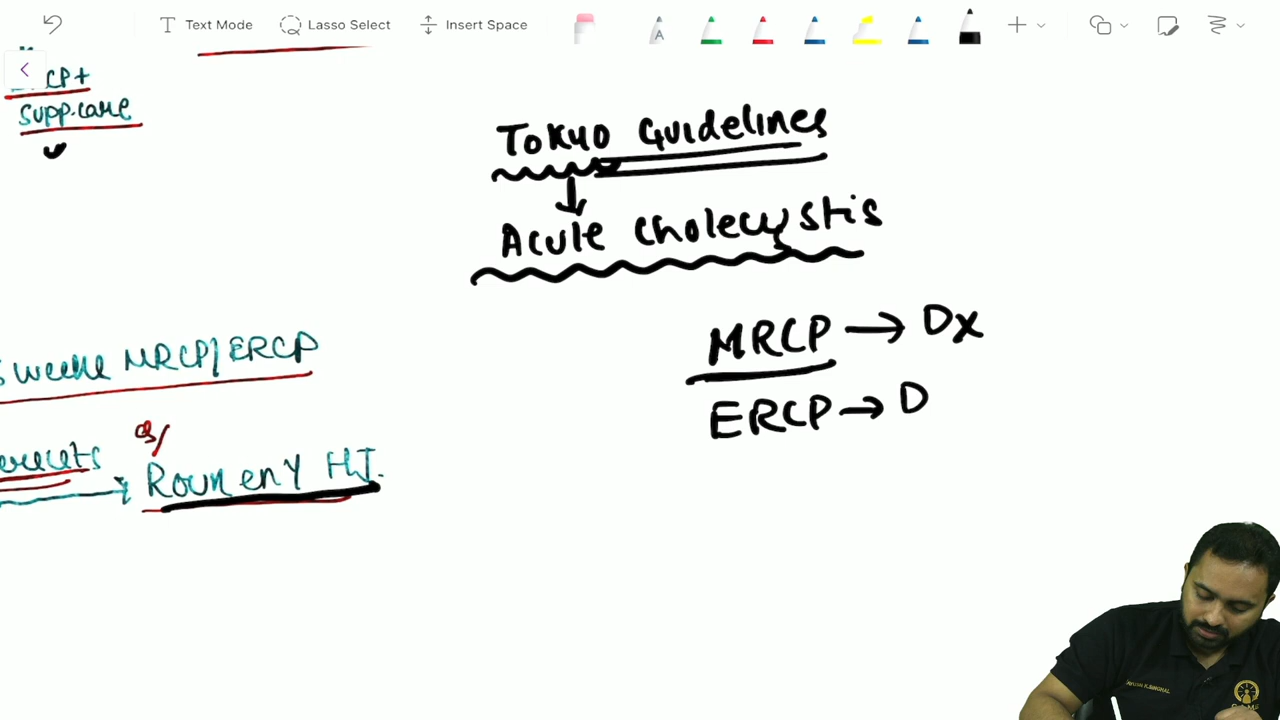 Text Mode
Lasso Select
Insert Space
CP+
Supp.care
Tokyo Guidelines
↓
Acute Cholecystis
MRCP → Dx
ERCP → D
weeks MRCP/ERCP
Roux en Y HJ.